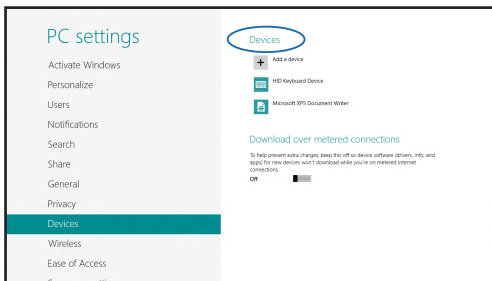 PC settings
Activate Windows
Personalize
Users
Notifications
Search
Share
General
Privacy
Devices
Wireless
Ease of Access
Devices
Add a device
HID Keyboard Device
Microsoft XPS Document Writer
Download over metered connections
To help prevent extra charges, keep this off so device software (drivers, info, and
apps) for new devices won't download while you're on metered Internet
connections.
Off